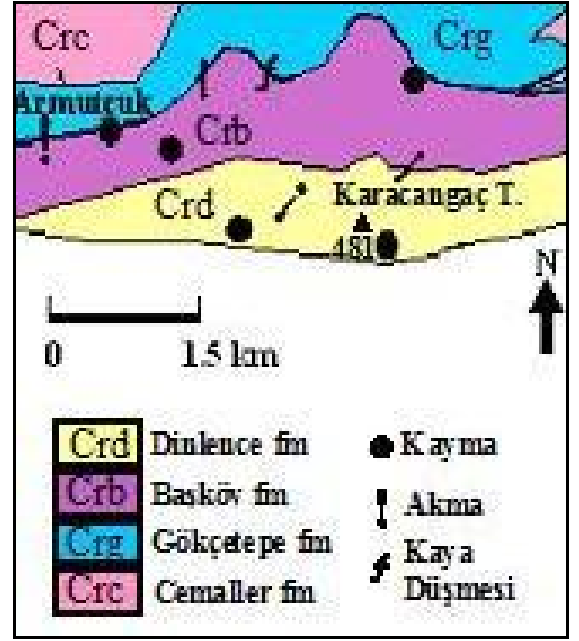 Crc
Crg
Armutçuk
Crb
Karacangaç T.
Crd
481
N
0 1.5 km
Crd Dinlence fm
Crb Başköv fm
Crg Gökçetepe fm
Crc Cemaller fm
Kayma
Akma
Kaya
Düşmesi